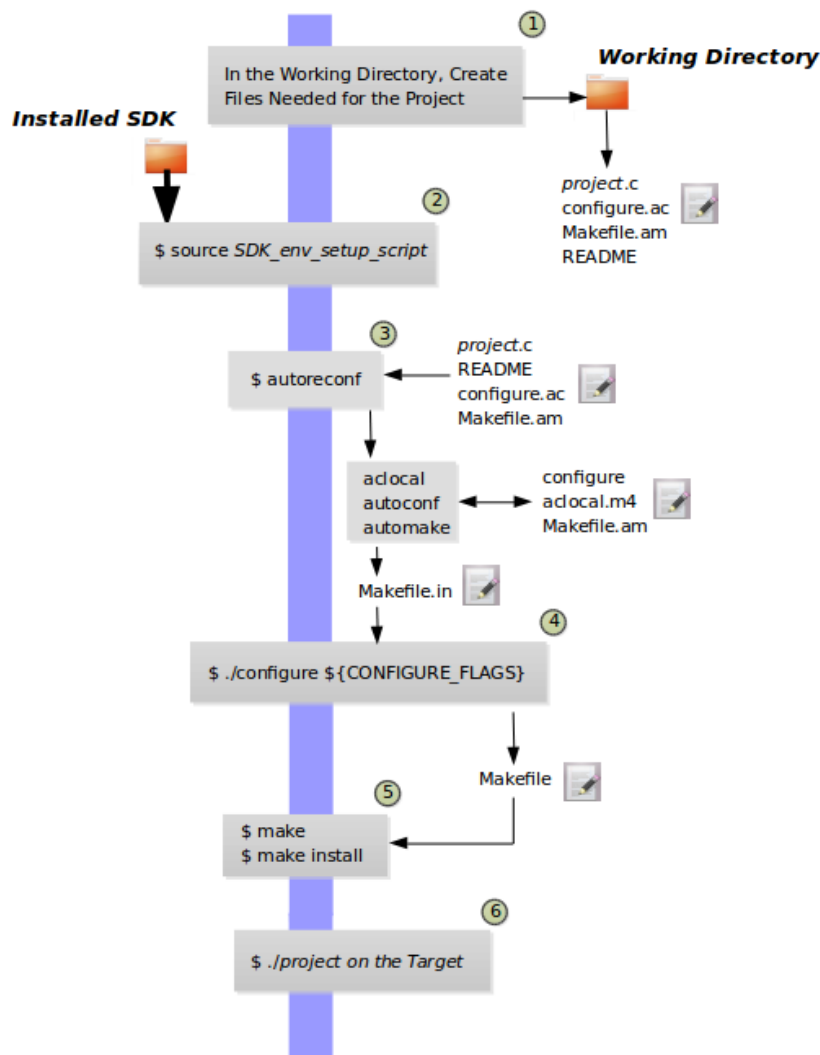 1
In the Working Directory, Create
Files Needed for the Project
Working Directory
project.c
configure.ac
Makefile.am
README
Installed SDK
2
$ source SDK_env_setup_script
3
$ autoreconf
project.c
README
configure.ac
Makefile.am
aclocal
autoconf
automake
configure
aclocal.m4
Makefile.am
Makefile.in
4
$ ./configure ${CONFIGURE_FLAGS}
Makefile
5
$ make
$ make install
6
$ ./project on the Target